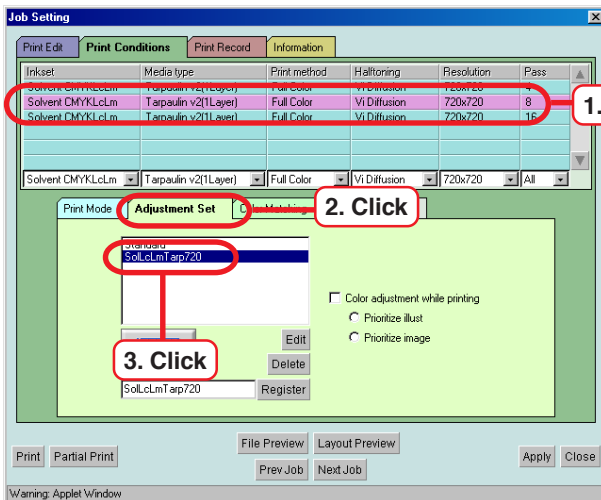 Job Setting
Print Edit Print Conditions Print Record Information
Inkset Media type Print method Halftoning Resolution Pass
Solvent CMYKLcLm Tarpaulin v2(1Layer) Full Color Vi Diffusion 720x720 4
Solvent CMYKLcLm Tarpaulin v2(1Layer) Full Color Vi Diffusion 720x720 8
1.
Solvent CMYKLcLm Tarpaulin v2(1Layer) Full Color Vi Diffusion 720x720 16
Solvent CMYKLcLm Tarpaulin v2(1Layer) Full Color Vi Diffusion 720x720 All
Print Mode Adjustment Set Color Matching
2. Click
Standard
SolLcLmTarp720
Color adjustment while printing
Prioritize illust
Edit
Prioritize image
3. Click
Delete
SolLcLmTarp720 Register
File Preview Layout Preview
Print Partial Print Apply Close
Prev Job Next Job
Warning: Applet Window